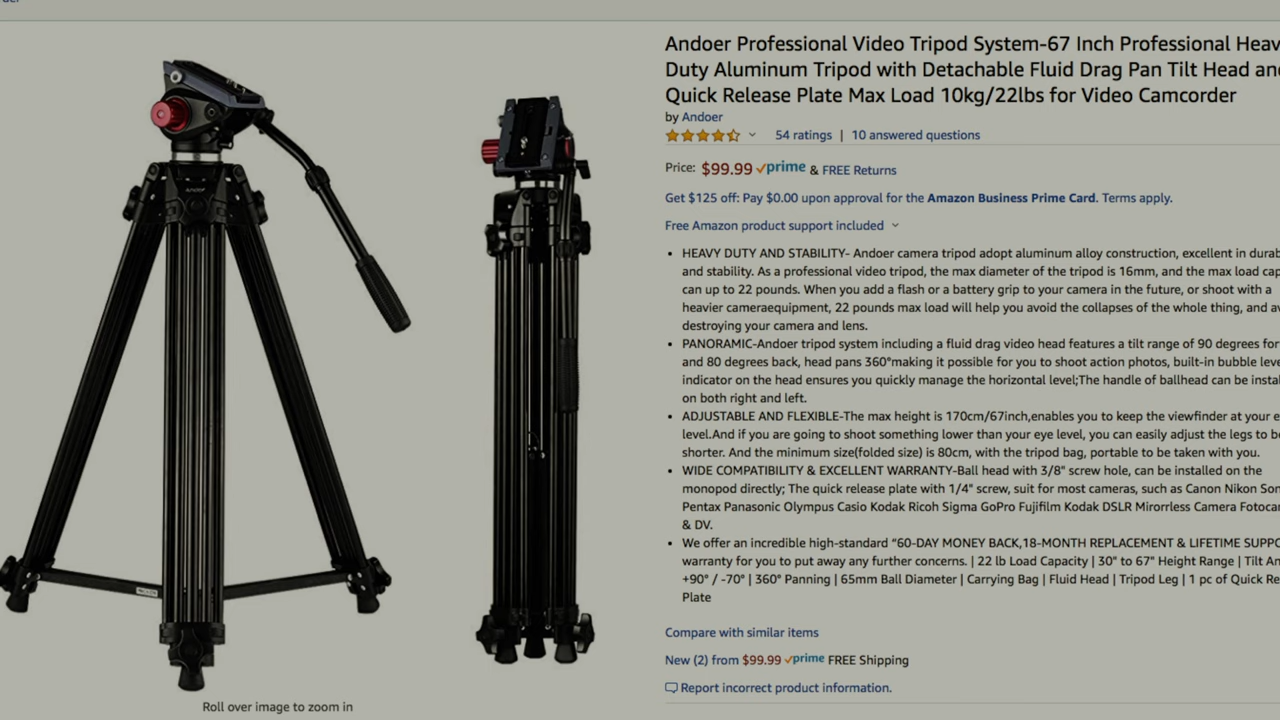 Andoer Professional Video Tripod System-67 Inch Professional Heav
Duty Aluminum Tripod with Detachable Fluid Drag Pan Tilt Head an
Quick Release Plate Max Load 10kg/22lbs for Video Camcorder
by Andoer
54 ratings | 10 answered questions
Price: $99.99 prime & FREE Returns
Get $125 off: Pay $0.00 upon approval for the Amazon Business Prime Card. Terms apply.
Free Amazon product support included
• HEAVY DUTY AND STABILITY- Andoer camera tripod adopt aluminum alloy construction, excellent in durab
and stability. As a professional video tripod, the max diameter of the tripod is 16mm, and the max load cap
can up to 22 pounds. When you add a flash or a battery grip to your camera in the future, or shoot with a
heavier cameraequipment, 22 pounds max load will help you avoid the collapses of the whole thing, and av
destroying your camera and lens.
• PANORAMIC-Andoer tripod system including a fluid drag video head features a tilt range of 90 degrees for
and 80 degrees back, head pans 360°making it possible for you to shoot action photos, built-in bubble leve
indicator on the head ensures you quickly manage the horizontal level;The handle of ballhead can be instal
on both right and left.
• ADJUSTABLE AND FLEXIBLE-The max height is 170cm/67inch,enables you to keep the viewfinder at your e
level.And if you are going to shoot something lower than your eye level, you can easily adjust the legs to be
shorter. And the minimum size(folded size) is 80cm, with the tripod bag, portable to be taken with you.
• WIDE COMPATIBILITY & EXCELLENT WARRANTY-Ball head with 3/8" screw hole, can be installed on the
monopod directly; The quick release plate with 1/4" screw, suit for most cameras, such as Canon Nikon Son
Pentax Panasonic Olympus Casio Kodak Ricoh Sigma GoPro Fujifilm Kodak DSLR Mirorrless Camera Fotocar
& DV.
• We offer an incredible high-standard “60-DAY MONEY BACK,18-MONTH REPLACEMENT & LIFETIME SUPPO
warranty for you to put away any further concerns. | 22 lb Load Capacity | 30" to 67" Height Range | Tilt An
+90° / -70° | 360° Panning | 65mm Ball Diameter | Carrying Bag | Fluid Head | Tripod Leg | 1 pc of Quick Re
Plate
Compare with similar items
New (2) from $99.99 prime FREE Shipping
Report incorrect product information.
Roll over image to zoom in